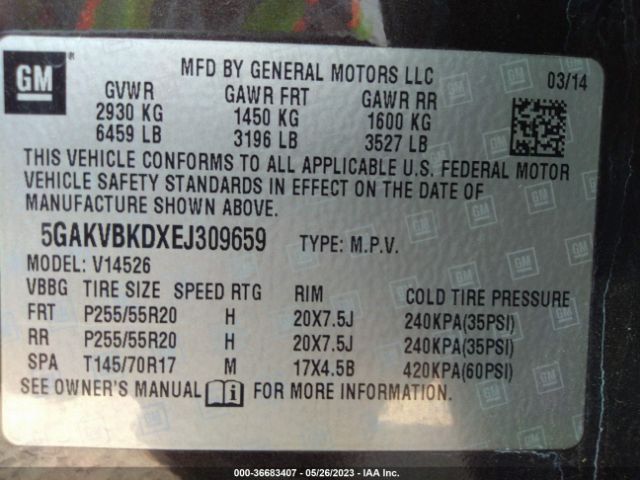 GM
MFD BY GENERAL MOTORS LLC 03/14
GVWR GAWR FRT GAWR RR
2930 KG 1450 KG 1600 KG
6459 LB 3196 LB 3527 LB
THIS VEHICLE CONFORMS TO ALL APPLICABLE U.S. FEDERAL MOTOR
VEHICLE SAFETY STANDARDS IN EFFECT ON THE DATE OF
MANUFACTURE SHOWN ABOVE.
5GAKVBKDXEJ309659 TYPE: M.P.V.
MODEL: V14526
VBBG TIRE SIZE SPEED RTG RIM COLD TIRE PRESSURE
FRT P255/55R20 H 20X7.5J 240KPA(35PSI)
RR P255/55R20 H 20X7.5J 240KPA(35PSI)
SPA T145/70R17 M 17X4.5B 420KPA(60PSI)
SEE OWNER'S MANUAL FOR MORE INFORMATION.
000-36683407 - 05/26/2023 - IAA Inc.